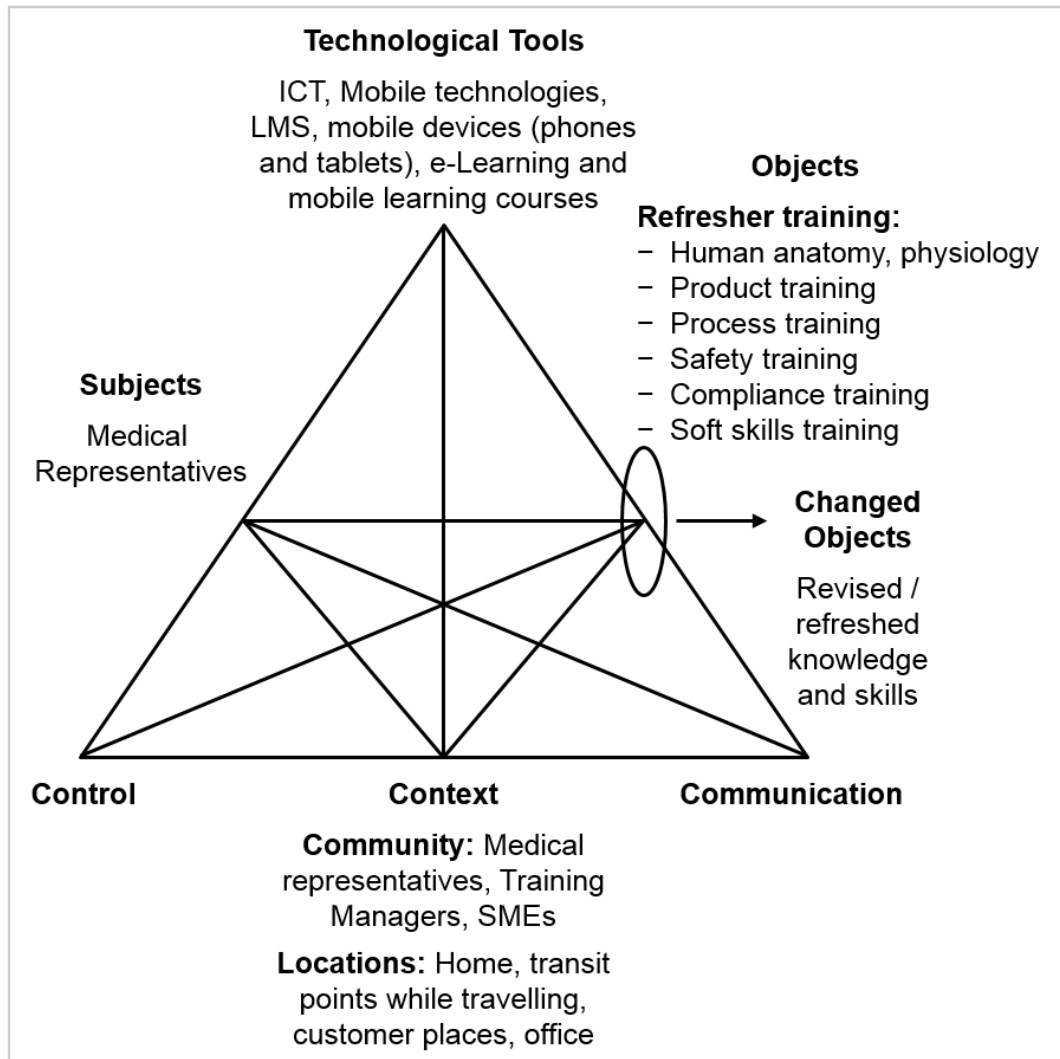 Technological Tools
ICT, Mobile technologies,
LMS, mobile devices (phones
and tablets), e-Learning and
mobile learning courses
Objects
Refresher training:
− Human anatomy, physiology
− Product training
− Process training
− Safety training
− Compliance training
− Soft skills training
Subjects
Medical
Representatives
Changed
Objects
Revised /
refreshed
knowledge
and skills
Control
Context
Communication
Community: Medical
representatives, Training
Managers, SMEs
Locations: Home, transit
points while travelling,
customer places, office